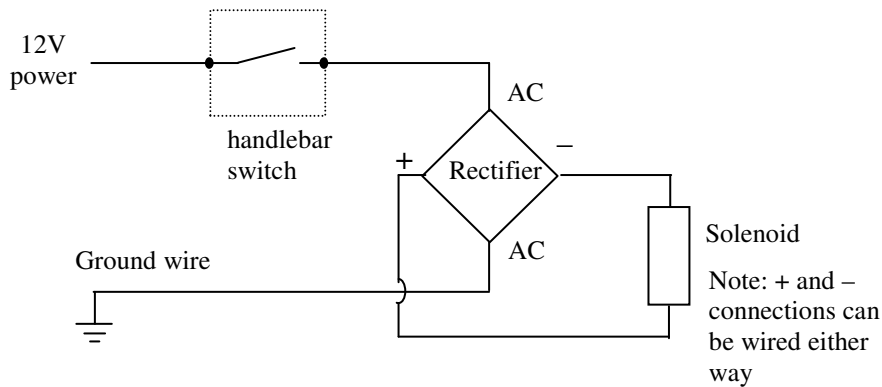 12V
power
AC
handlebar
switch
+
Rectifier
–
Solenoid
AC
Ground wire
Note: + and –
connections can
be wired either
way